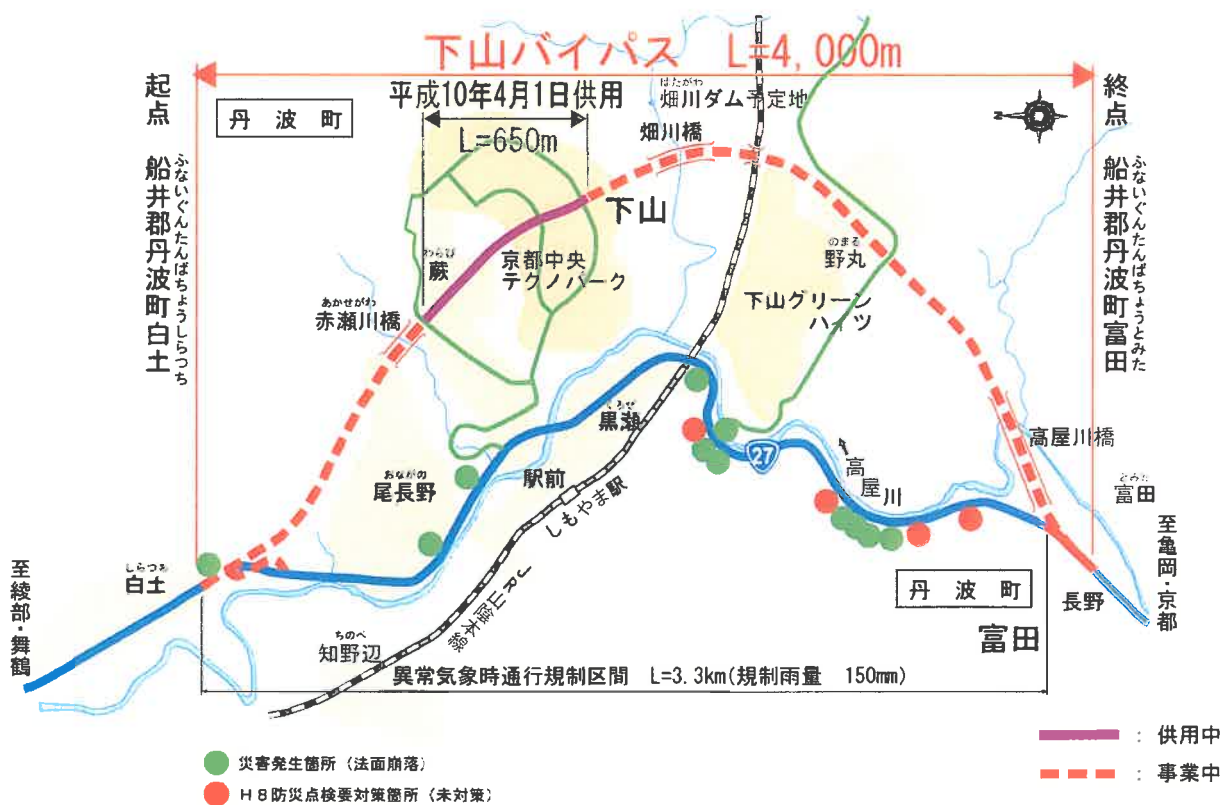 下山バイパス L=4,000m
起点
船井郡丹波町白土
ふないぐんたんばちょうしらつち
丹波町
平成10年4月1日供用
L=650m
はたがわ
畑川ダム予定地
畑川橋
終点
船井郡丹波町富田
ふないぐんたんばちょうとみた
下山
わらび
蕨
京都中央
テクノパーク
のまる
野丸
下山グリーン
ハイツ
あかせがわ
赤瀬川橋
くろせ
黒瀬
高屋川橋
おながの
尾長野
駅前
27
高屋川
とみた
富田
しもやま駅
至亀岡・京都
しらつち
白土
至綾部・舞鶴
JR山陰本線
丹波町
長野
ちのべ
知野辺
富田
異常気象時通行規制区間 L=3.3km(規制雨量 150mm)
災害発生箇所 (法面崩落)
H8防災点検要対策箇所 (未対策)
: 供用中
: 事業中